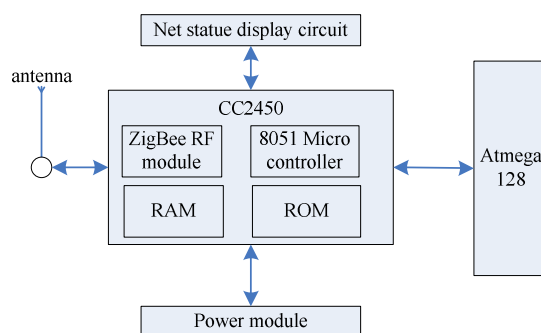 Net statue display circuit
antenna
CC2450
ZigBee RF
module
8051 Micro
controller
RAM
ROM
Atmega
128
Power module